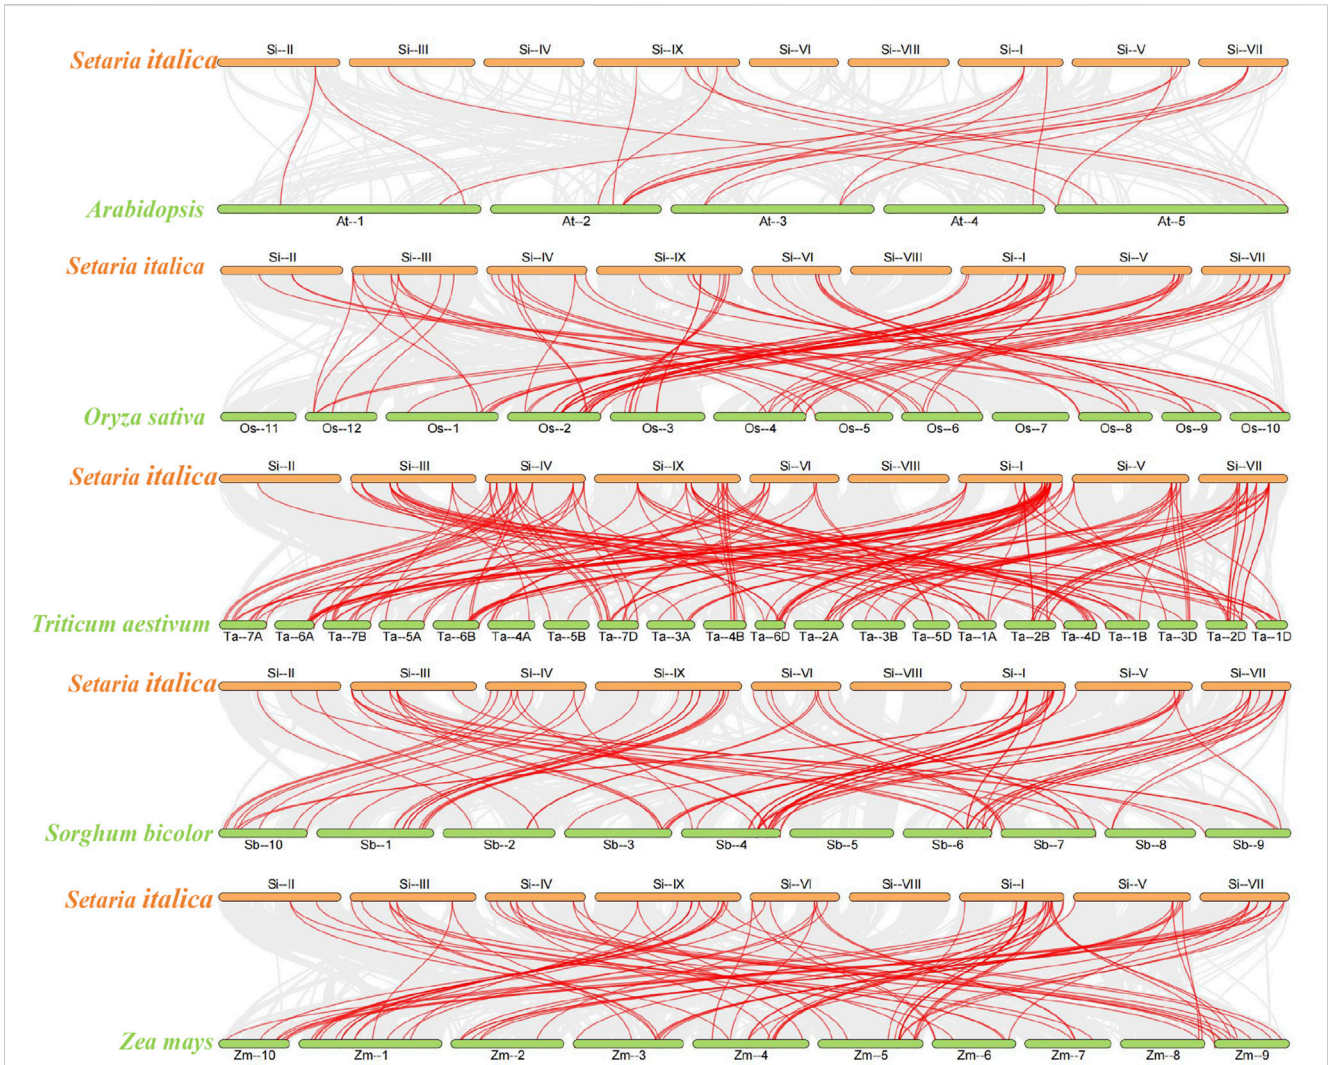 Si--II Si--III Si--IV Si--IX Si--VI Si--VIII Si--I Si--V Si--VII
Setaria italica
Arabidopsis
At--1 At--2 At--3 At--4 At--5
Si--II Si--III Si--IV Si--IX Si--VI Si--VIII Si--I Si--V Si--VII
Setaria italica
Oryza sativa
Os--11 Os--12 Os--1 Os--2 Os--3 Os--4 Os--5 Os--6 Os--7 Os--8 Os--9 Os--10
Si--II Si--III Si--IV Si--IX Si--VI Si--VIII Si--I Si--V Si--VII
Setaria italica
Triticum aestivum
Ta--7A Ta--6A Ta--7B Ta--5A Ta--6B Ta--4A Ta--5B Ta--7D Ta--3A Ta--4B Ta--6D Ta--2A Ta--3B Ta--5D Ta--1A Ta--2B Ta--4D Ta--1B Ta--3D Ta--2D Ta--1D
Si--II Si--III Si--IV Si--IX Si--VI Si--VIII Si--I Si--V Si--VII
Setaria italica
Sorghum bicolor
Sb--10 Sb--1 Sb--2 Sb--3 Sb--4 Sb--5 Sb--6 Sb--7 Sb--8 Sb--9
Si--II Si--III Si--IV Si--IX Si--VI Si--VIII Si--I Si--V Si--VII
Setaria italica
Zea mays
Zm--10 Zm--1 Zm--2 Zm--3 Zm--4 Zm--5 Zm--6 Zm--7 Zm--8 Zm--9